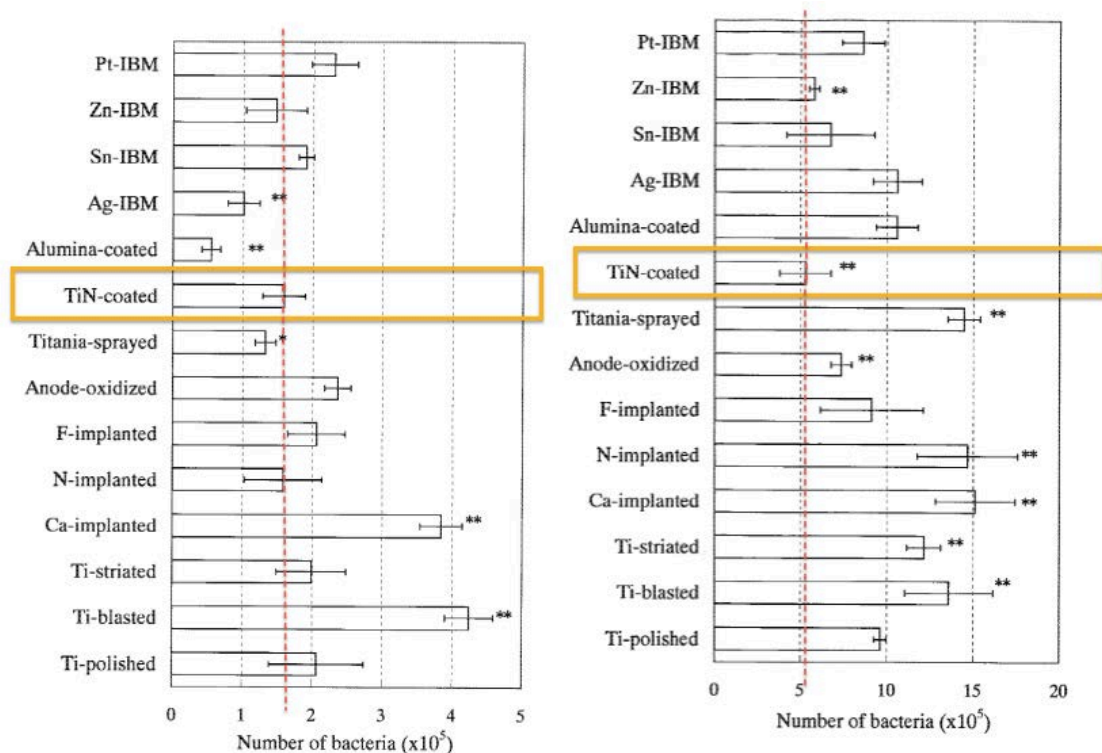 Pt-IBM
Zn-IBM
Sn-IBM
Ag-IBM
**
Alumina-coated
**
TiN-coated
Titania-sprayed
*
Anode-oxidized
F-implanted
N-implanted
Ca-implanted
**
Ti-striated
Ti-blasted
**
Ti-polished
0 1 2 3 4 5
Number of bacteria (x10⁵)
Pt-IBM
Zn-IBM
**
Sn-IBM
Ag-IBM
Alumina-coated
TiN-coated
**
Titania-sprayed
**
Anode-oxidized
**
F-implanted
N-implanted
**
Ca-implanted
**
Ti-striated
**
Ti-blasted
**
Ti-polished
0 5 10 15 20
Number of bacteria (x10⁵)